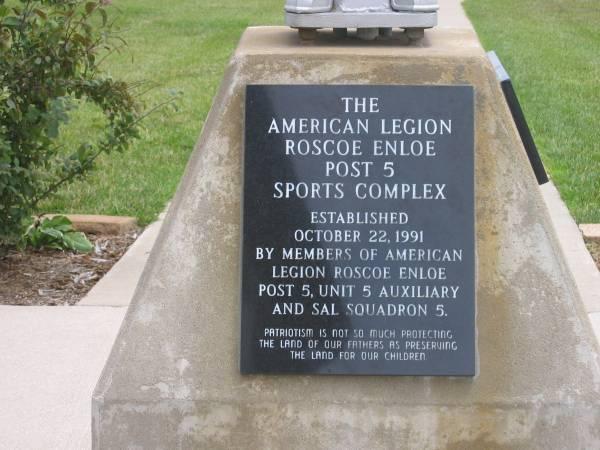 THE
AMERICAN LEGION
ROSCOE ENLOE
POST 5
SPORTS COMPLEX
ESTABLISHED
OCTOBER 22, 1991
BY MEMBERS OF AMERICAN
LEGION ROSCOE ENLOE
POST 5, UNIT 5 AUXILIARY
AND SAL SQUADRON 5.
PATRIOTISM IS NOT SO MUCH PROTECTING
THE LAND OF OUR FATHERS AS PRESERVING
THE LAND FOR OUR CHILDREN.